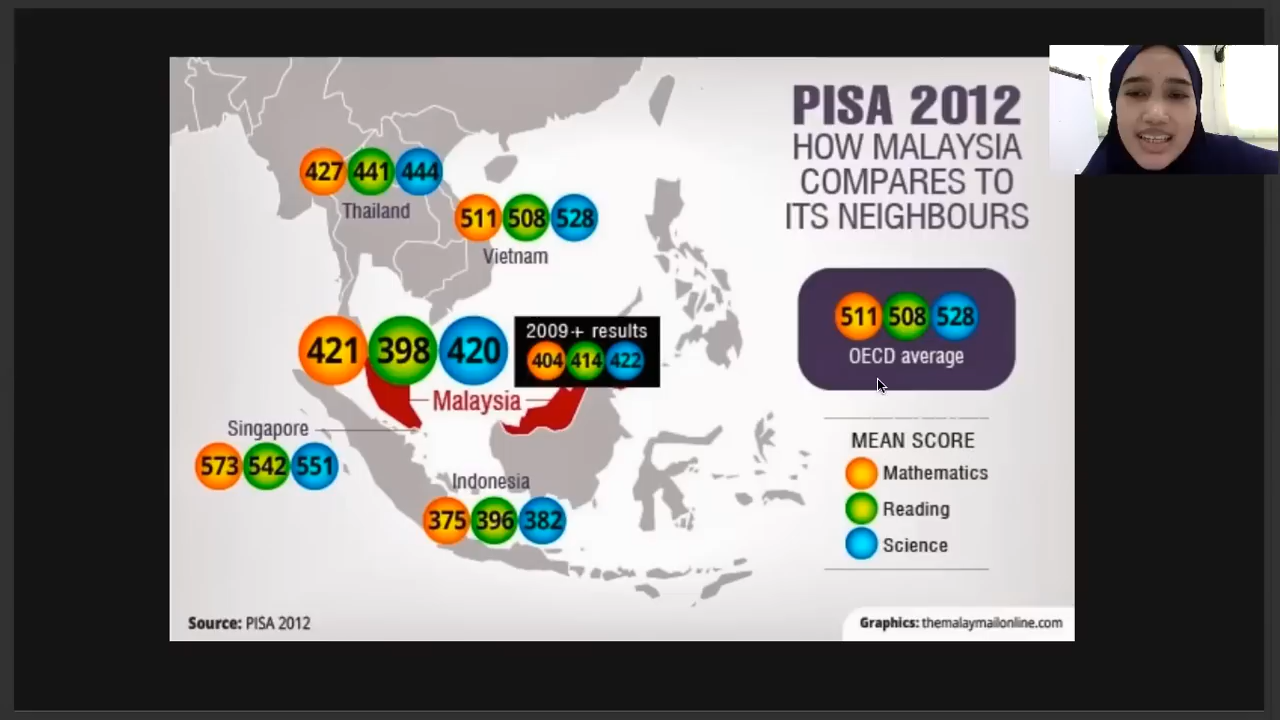 PISA 2012
HOW MALAYSIA
COMPARES TO
ITS NEIGHBOURS
427 441 444
Thailand
511 508 528
Vietnam
421 398 420
2009+ results
404 414 422
Malaysia
511 508 528
OECD average
Singapore
573 542 551
Indonesia
375 396 382
MEAN SCORE
Mathematics
Reading
Science
Source: PISA 2012
Graphics: themalaymailonline.com